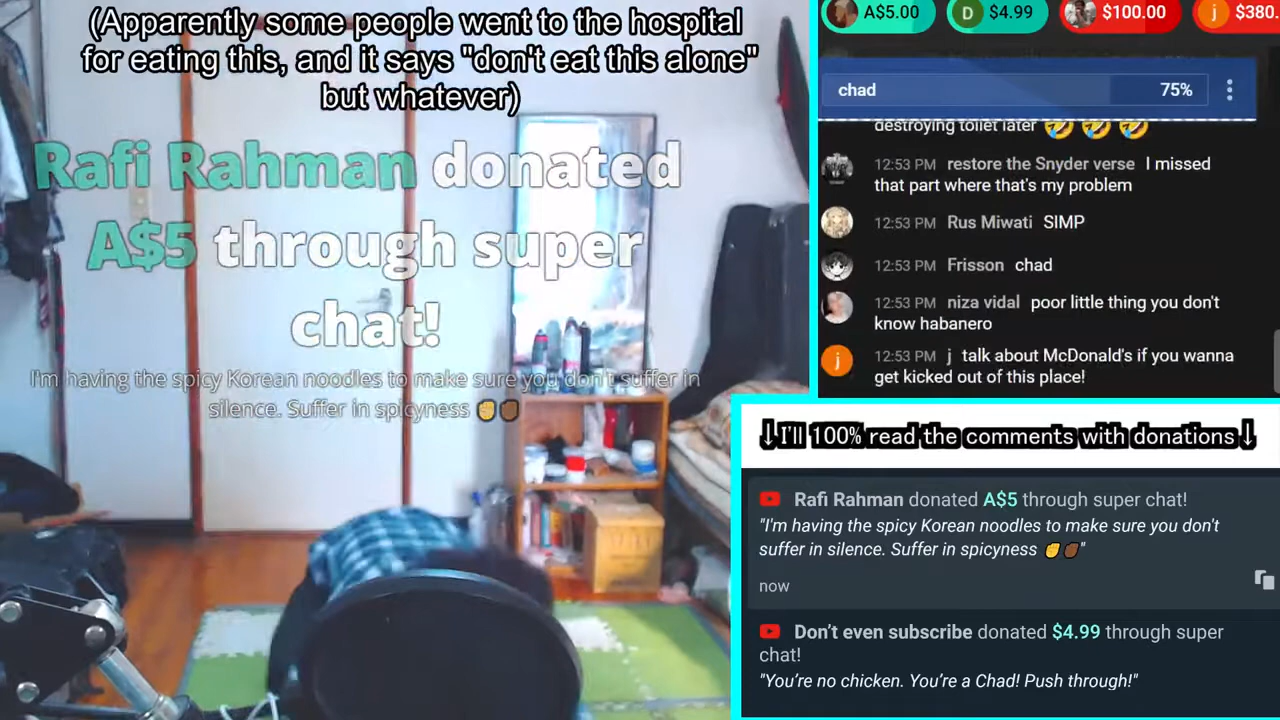 (Apparently some people went to the hospital
for eating this, and it says "don't eat this alone"
but whatever)
Rafi Rahman donated
A$5 through super
chat!
I'm having the spicy Korean noodles to make sure you don't suffer in
silence. Suffer in spicyness ✊✊🏾
A$5.00
D $4.99
$100.00
j $380.
chad 75%
destroying toilet later 🤣 🤣 🤣
12:53 PM restore the Snyder verse I missed
that part where that's my problem
12:53 PM Rus Miwati SIMP
12:53 PM Frisson chad
12:53 PM niza vidal poor little thing you don't
know habanero
j 12:53 PM j talk about McDonald's if you wanna
get kicked out of this place!
↓I'll 100% read the comments with donations↓
Rafi Rahman donated A$5 through super chat!
"I'm having the spicy Korean noodles to make sure you don't
suffer in silence. Suffer in spicyness ✊✊🏾"
now
Don't even subscribe donated $4.99 through super
chat!
"You're no chicken. You're a Chad! Push through!"